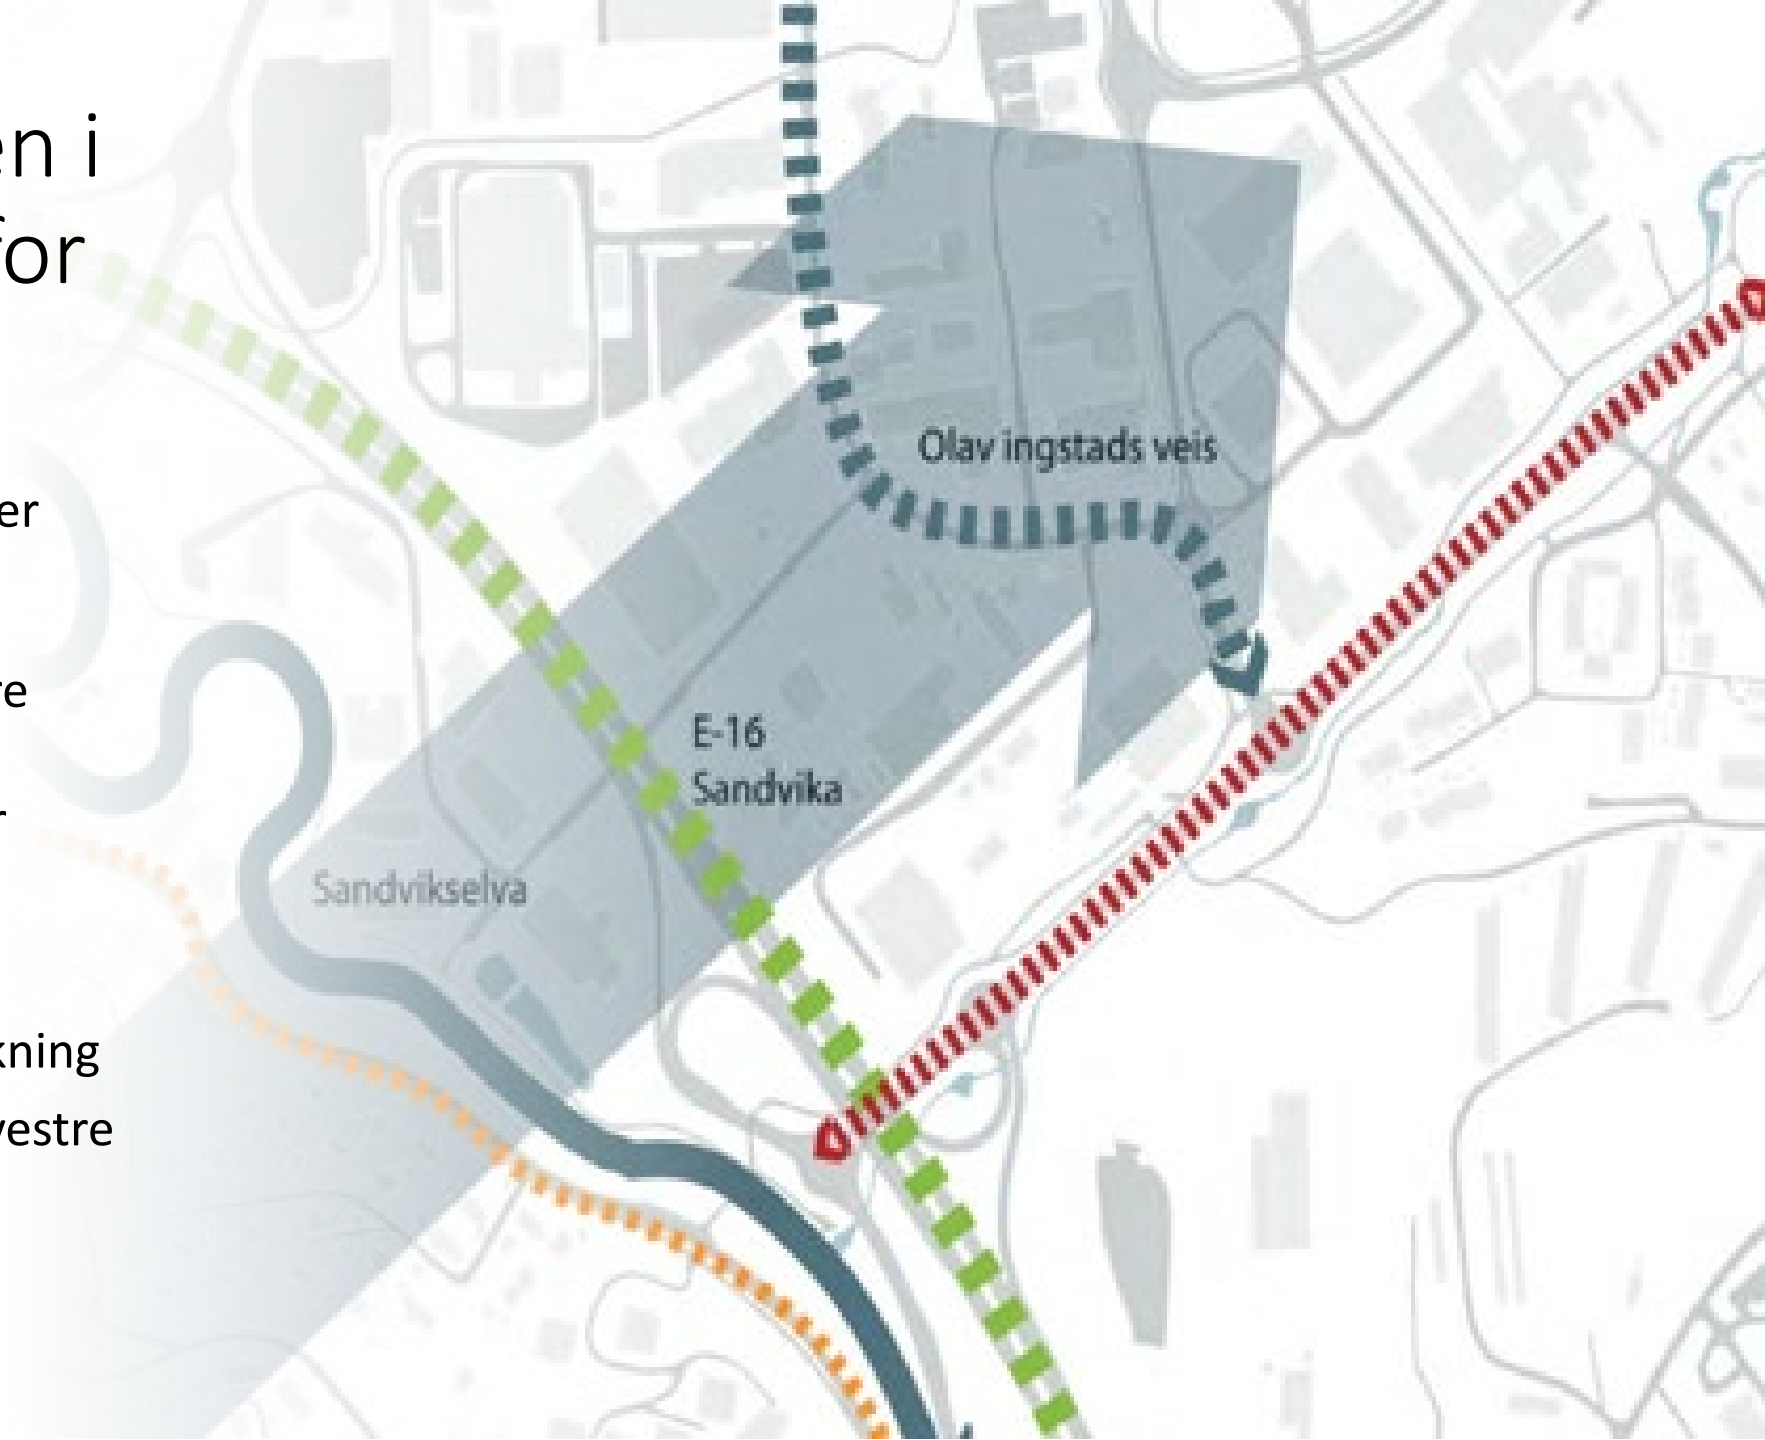 en i
for
er
re
r
kning
vestre
Olav ingstads veis
E-16
Sandvika
Sandvikselva